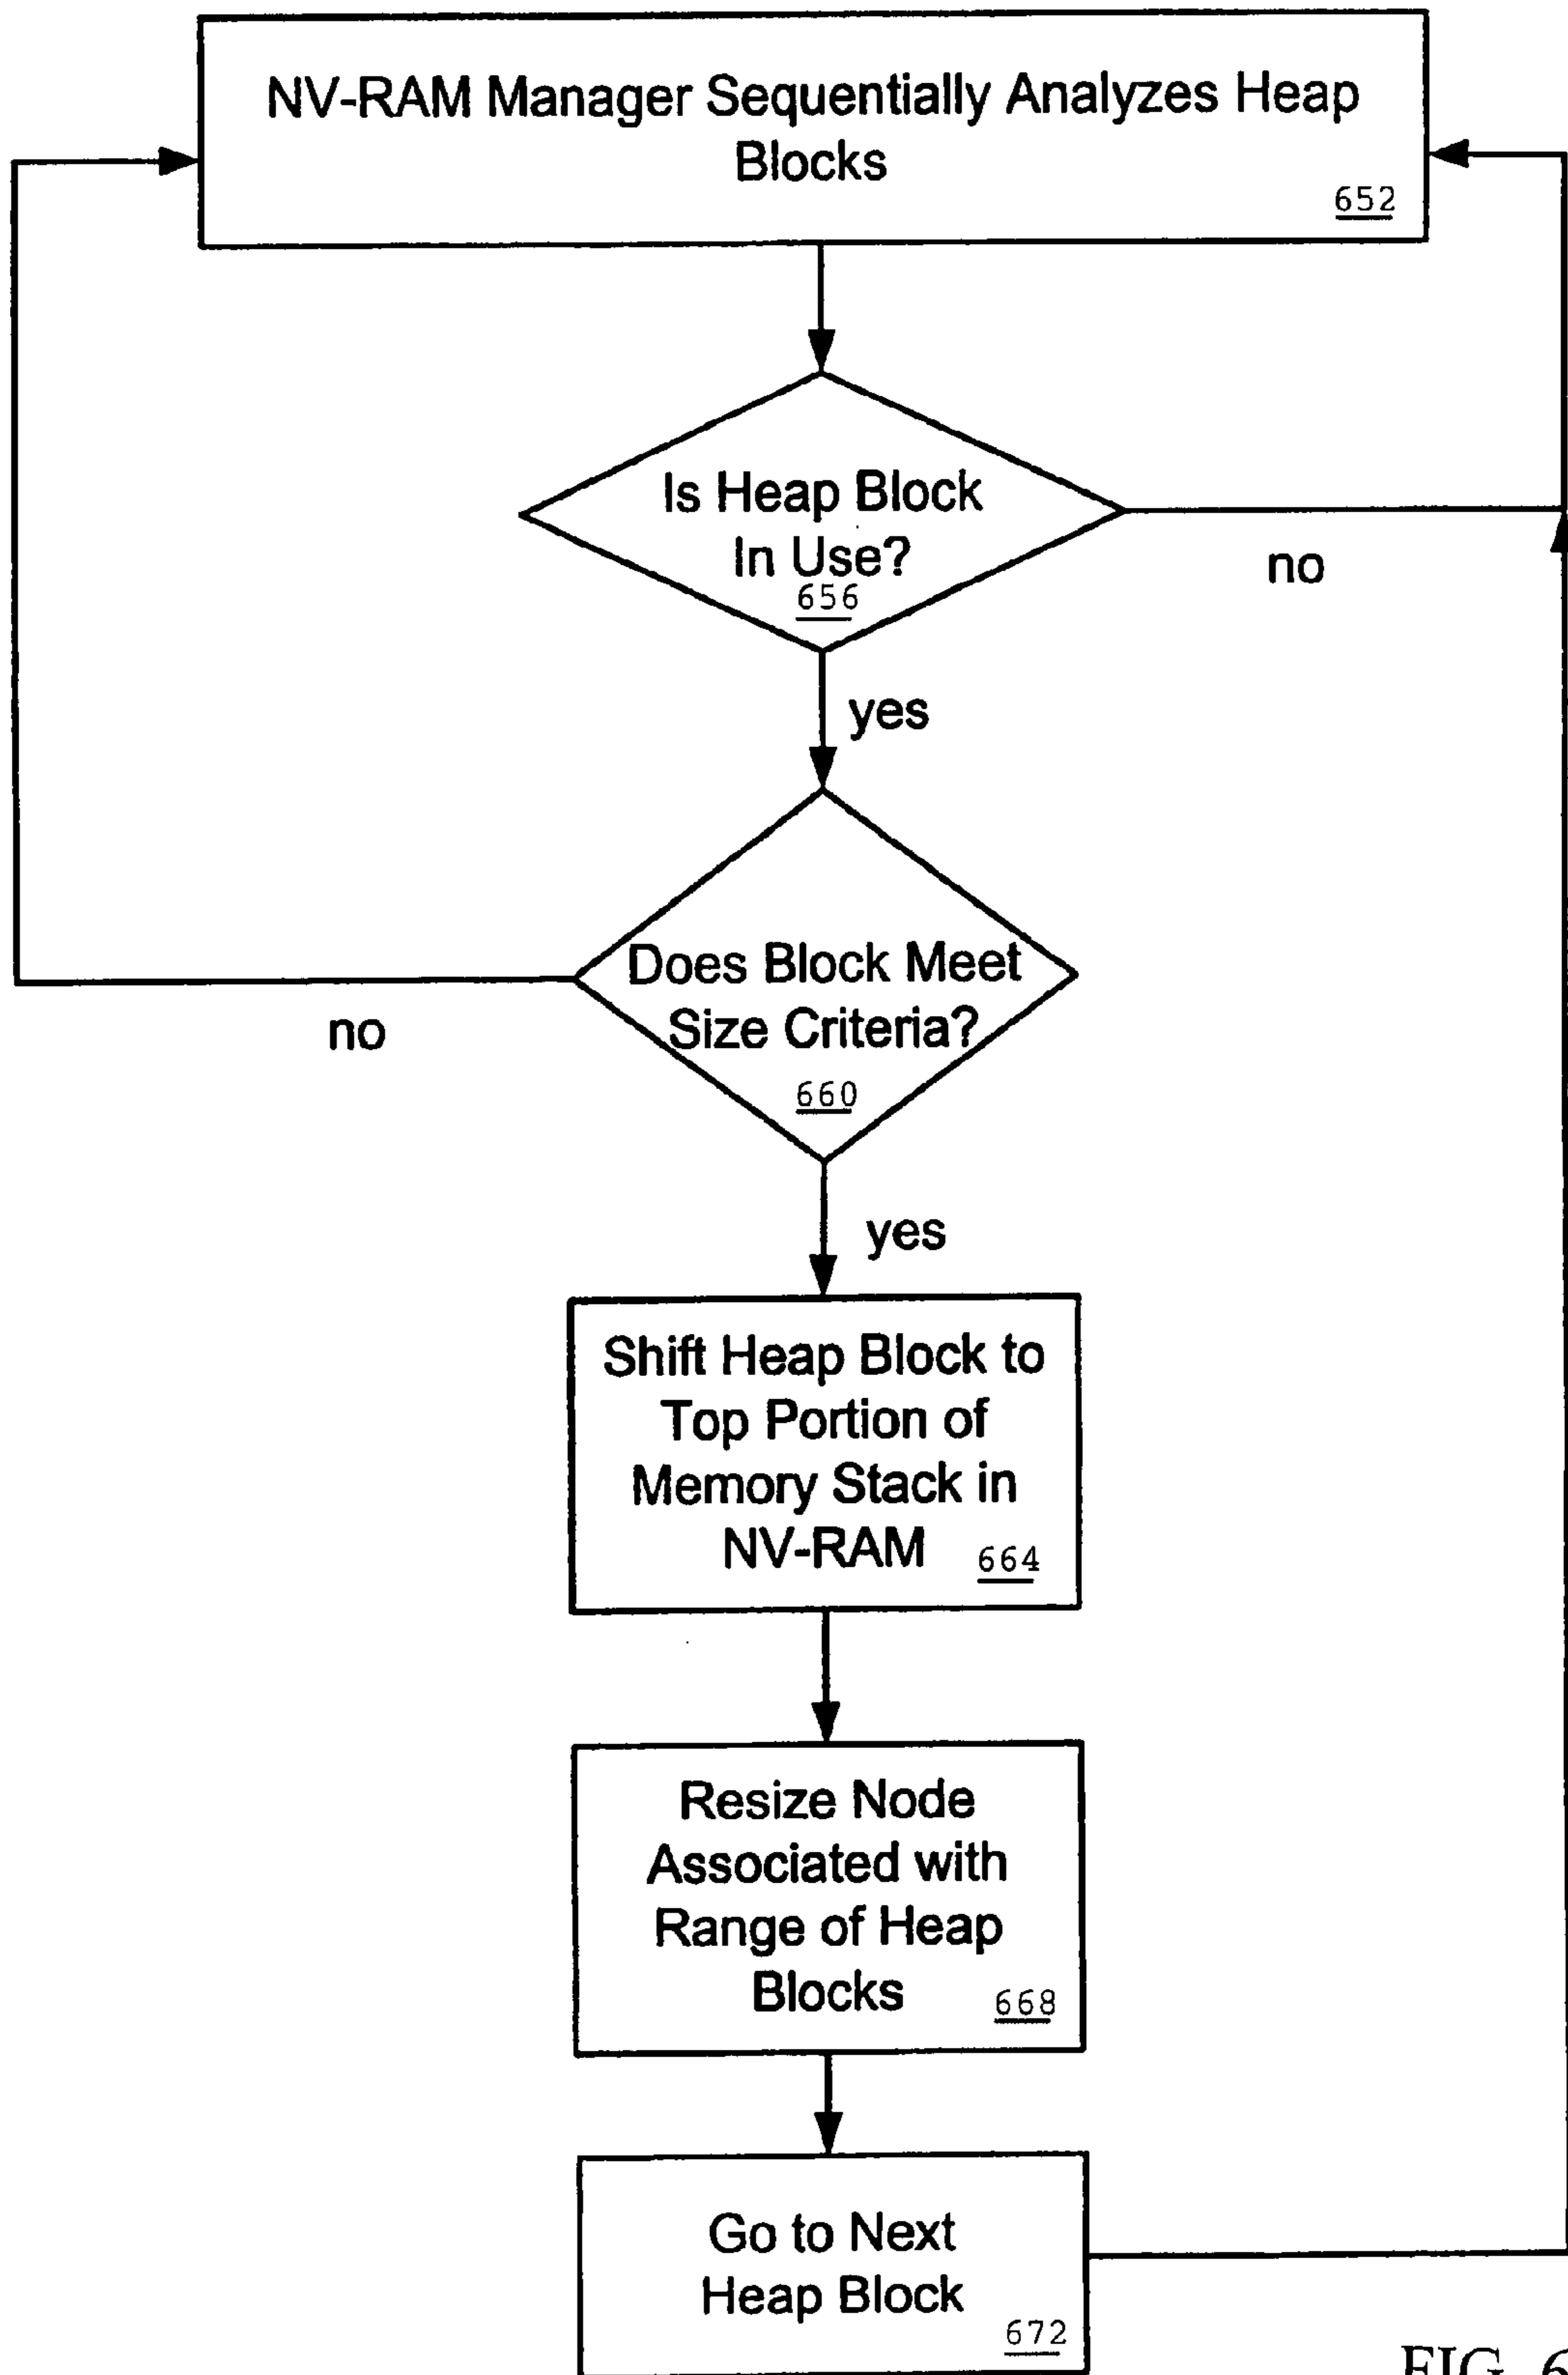 NV-RAM Manager Sequentially Analyzes Heap
Blocks
652
Is Heap Block
In Use?
656
no
yes
Does Block Meet
Size Criteria?
660
no
yes
Shift Heap Block to
Top Portion of
Memory Stack in
NV-RAM 664
Resize Node
Associated with
Range of Heap
Blocks 668
Go to Next
Heap Block
672
FIG. 6